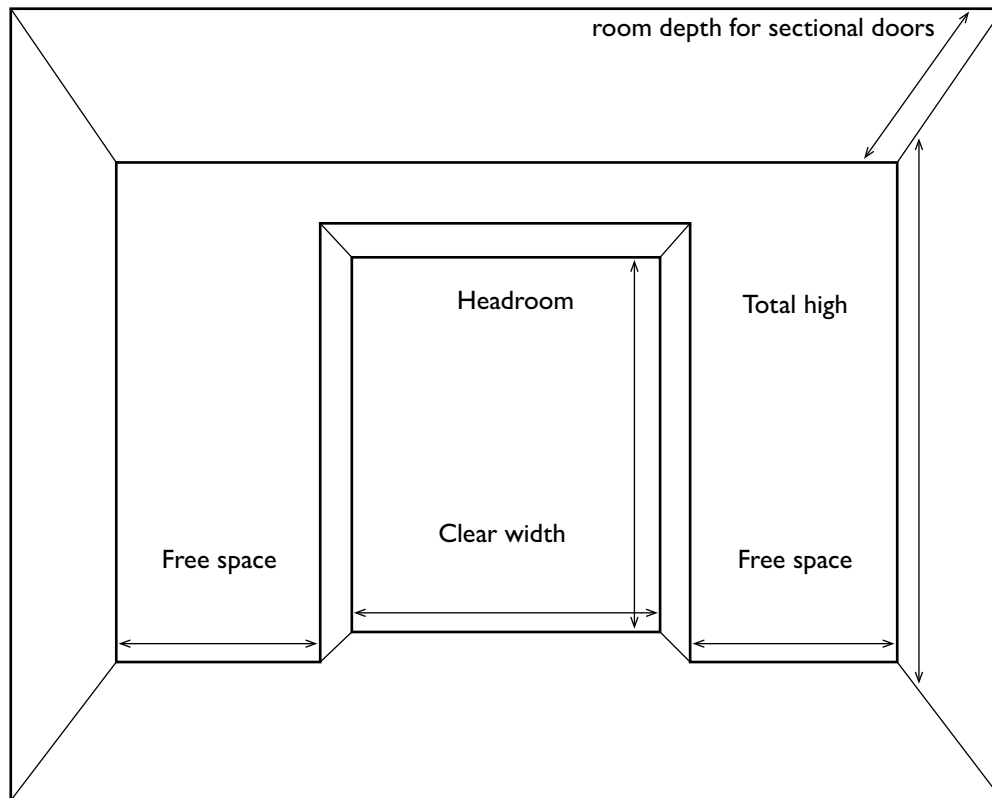 room depth for sectional doors
Headroom
Total high
Clear width
Free space
Free space